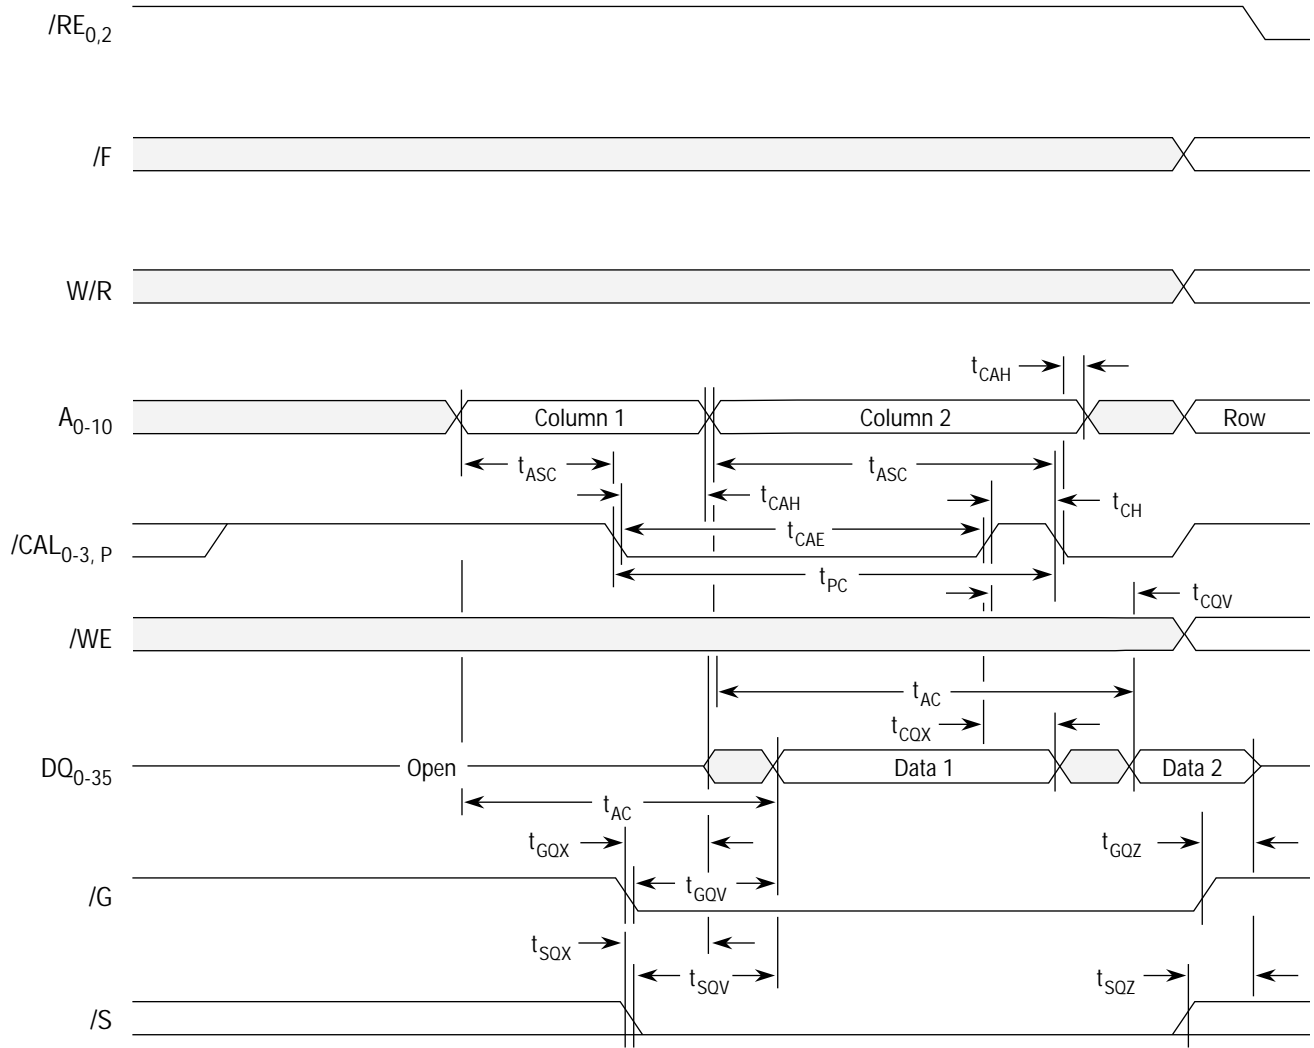 /RE0,2
/F
W/R
tCAH
A0-10
Column 1
Column 2
Row
tASC
tASC
tCAH
tCH
/CAL0-3, P
tCAE
tPC
tCQV
/WE
tAC
tCQX
DQ0-35
Open
Data 1
Data 2
tAC
tGQX
tGQZ
/G
tGQV
tSQX
tSQV
tSQZ
/S